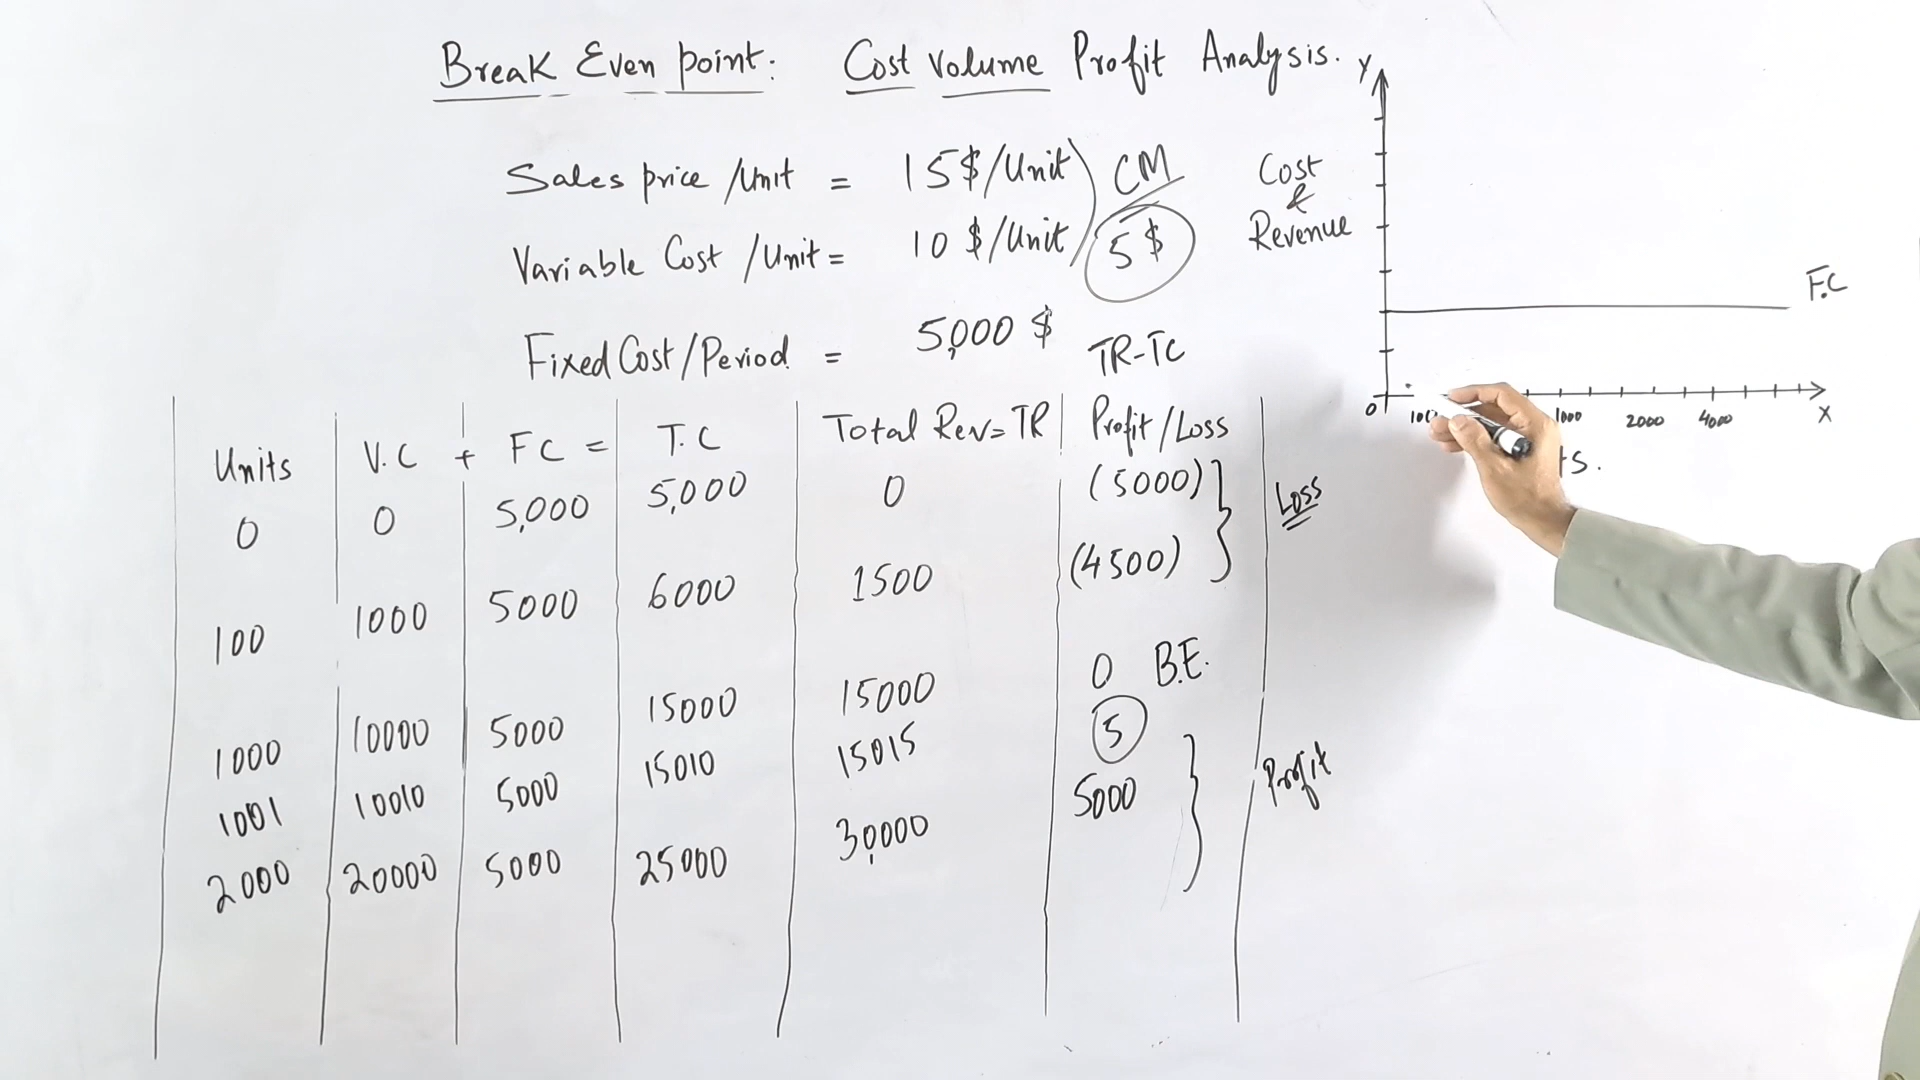 Break Even point: Cost Volume Profit Analysis.
Sales price /Unit = 15$/Unit CM
Variable Cost /Unit = 10 $/Unit 5 $
Fixed Cost/Period = 5,000 $
TR-TC
Units V.C + FC = T.C Total Rev=TR Profit/Loss
0 0 5,000 5,000 0 (5000)
100 1000 5000 6000 1500 (4500)
Loss
1000 10000 5000 15000 15000 0 B.E.
1001 10010 5000 15010 15015 5
2000 20000 5000 25000 30,000 5000
Profit
Y
Cost
&
Revenue
F.C
0 1000 2000 4000 X